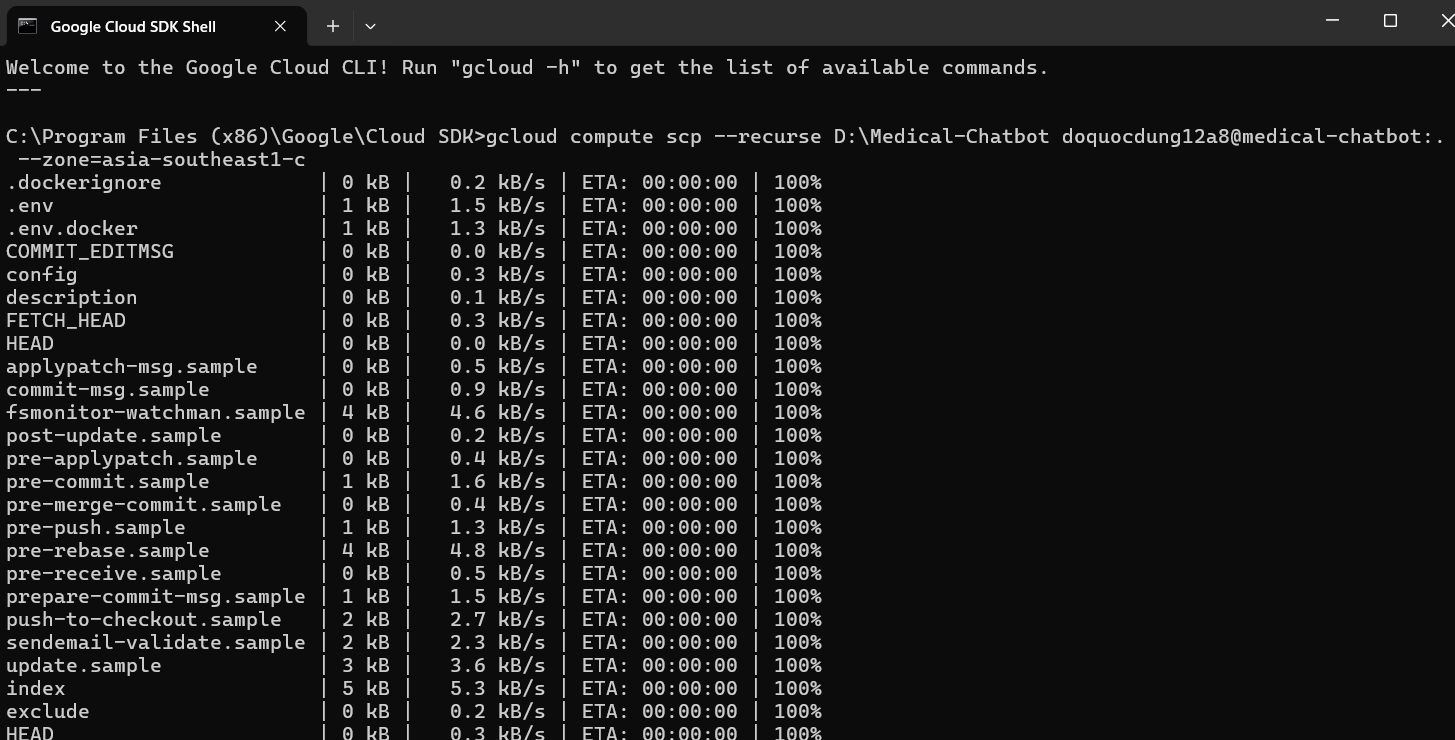 Google Cloud SDK Shell
Welcome to the Google Cloud CLI! Run "gcloud -h" to get the list of available commands.
---
C:\Program Files (x86)\Google\Cloud SDK>gcloud compute scp --recurse D:\Medical-Chatbot doquocdung12a8@medical-chatbot:.
--zone=asia-southeast1-c
.dockerignore | 0 kB | 0.2 kB/s | ETA: 00:00:00 | 100%
.env | 1 kB | 1.5 kB/s | ETA: 00:00:00 | 100%
.env.docker | 1 kB | 1.3 kB/s | ETA: 00:00:00 | 100%
COMMIT_EDITMSG | 0 kB | 0.0 kB/s | ETA: 00:00:00 | 100%
config | 0 kB | 0.3 kB/s | ETA: 00:00:00 | 100%
description | 0 kB | 0.1 kB/s | ETA: 00:00:00 | 100%
FETCH_HEAD | 0 kB | 0.3 kB/s | ETA: 00:00:00 | 100%
HEAD | 0 kB | 0.0 kB/s | ETA: 00:00:00 | 100%
applypatch-msg.sample | 0 kB | 0.5 kB/s | ETA: 00:00:00 | 100%
commit-msg.sample | 0 kB | 0.9 kB/s | ETA: 00:00:00 | 100%
fsmonitor-watchman.sample | 4 kB | 4.6 kB/s | ETA: 00:00:00 | 100%
post-update.sample | 0 kB | 0.2 kB/s | ETA: 00:00:00 | 100%
pre-applypatch.sample | 0 kB | 0.4 kB/s | ETA: 00:00:00 | 100%
pre-commit.sample | 1 kB | 1.6 kB/s | ETA: 00:00:00 | 100%
pre-merge-commit.sample | 0 kB | 0.4 kB/s | ETA: 00:00:00 | 100%
pre-push.sample | 1 kB | 1.3 kB/s | ETA: 00:00:00 | 100%
pre-rebase.sample | 4 kB | 4.8 kB/s | ETA: 00:00:00 | 100%
pre-receive.sample | 0 kB | 0.5 kB/s | ETA: 00:00:00 | 100%
prepare-commit-msg.sample | 1 kB | 1.5 kB/s | ETA: 00:00:00 | 100%
push-to-checkout.sample | 2 kB | 2.7 kB/s | ETA: 00:00:00 | 100%
sendemail-validate.sample | 2 kB | 2.3 kB/s | ETA: 00:00:00 | 100%
update.sample | 3 kB | 3.6 kB/s | ETA: 00:00:00 | 100%
index | 5 kB | 5.3 kB/s | ETA: 00:00:00 | 100%
exclude | 0 kB | 0.2 kB/s | ETA: 00:00:00 | 100%
HEAD | 0 kB | 0.3 kB/s | ETA: 00:00:00 | 100%